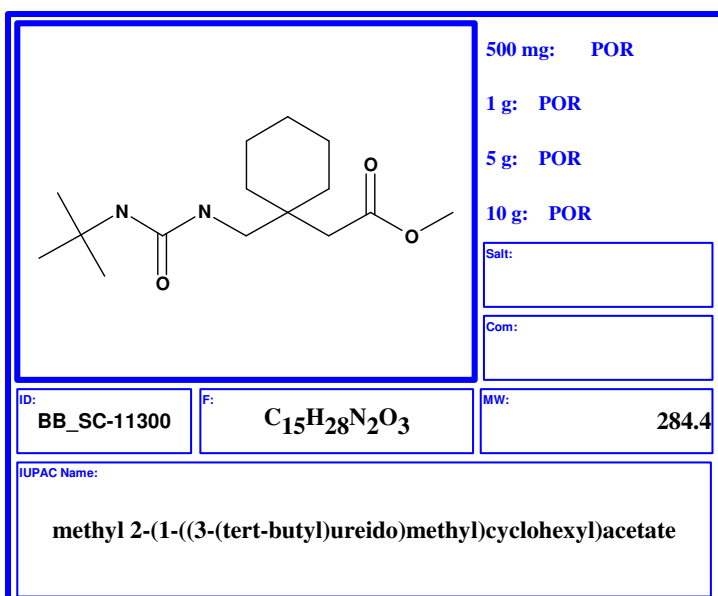 500 mg: POR
1 g: POR
5 g: POR
10 g: POR
O
N
N
O
O
Salt:
Com:
ID:
BB_SC-11300
F:
C15H28N2O3
MW:
284.4
IUPAC Name:
methyl 2-(1-((3-(tert-butyl)ureido)methyl)cyclohexyl)acetate